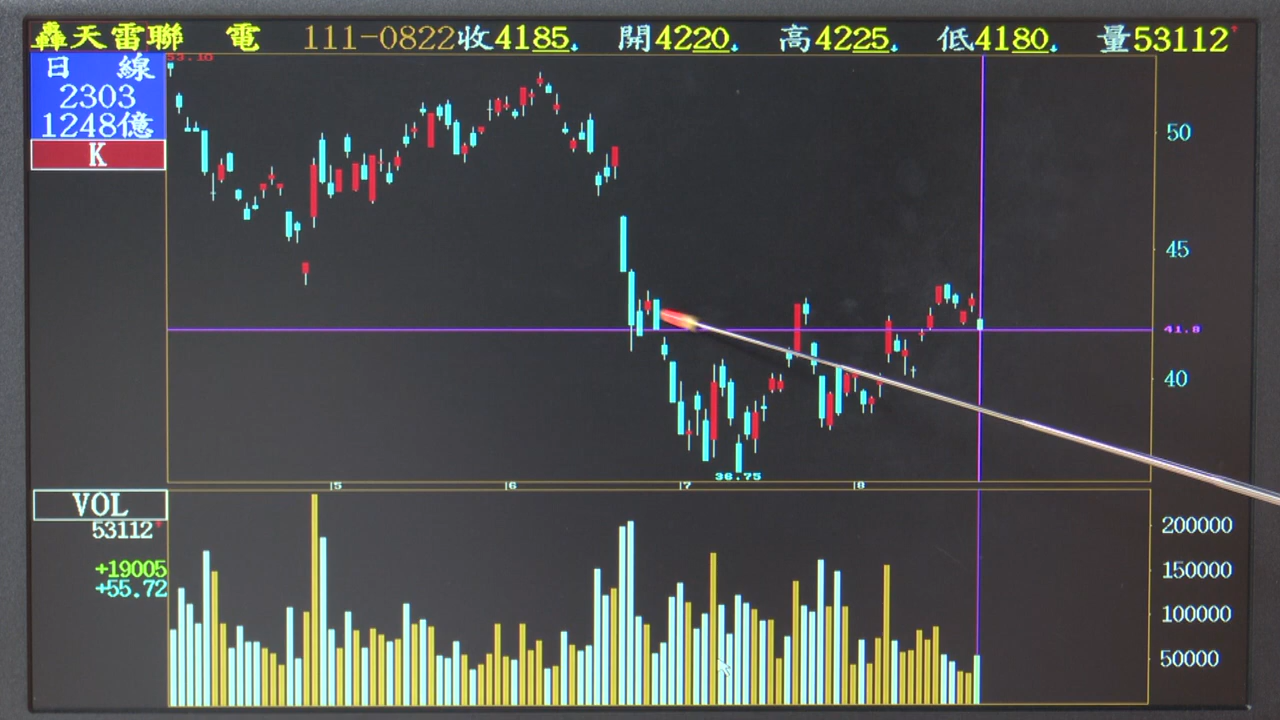 轟天雷聯 電 111-0822收4185↓ 開4220↓ 高4225↓ 低4180↓ 量53112↑
日 線
2303
1248億
K
53.10
50
45
41.8
40
36.75
5 6 7 8
VOL
53112↑
+19005
+55.72
200000
150000
100000
50000